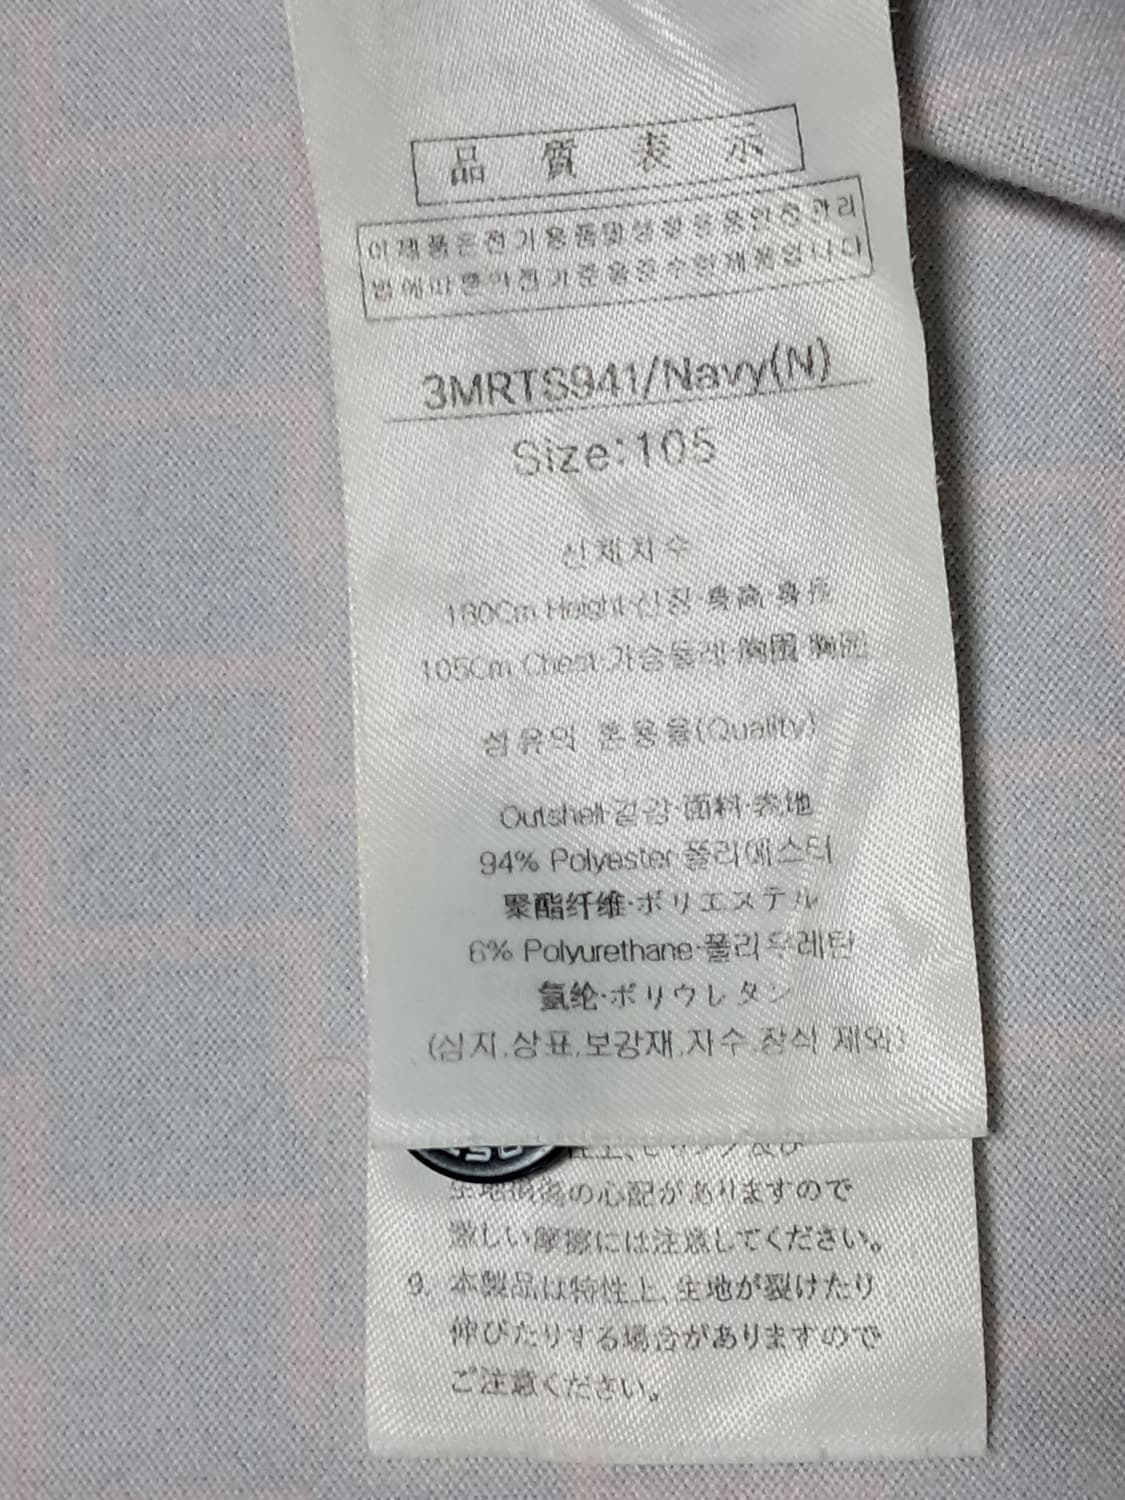 品質表示
이제품은전기용품및생활용품안전관리
법에따른안전기준을준수한제품입니다
3MRTS941/Navy(N)
Size:105
신체치수
180Cm Height·신장·身高·身長
105Cm Chest·가슴둘레·胸围·胸囲
섬유의 혼용율(Quality)
Outshell·겉감·面料·表地
94% Polyester·폴리에스터
聚酯纤维·ポリエステル
6% Polyurethane·폴리우레탄
氨纶·ポリウレタン
(심지,상표,보강재,자수,장식 제외)
生地損傷の心配がありますので
激しい摩擦には注意してください。
9. 本製品は特性上、生地が裂けたり
伸びたりする場合がありますので
ご注意ください。